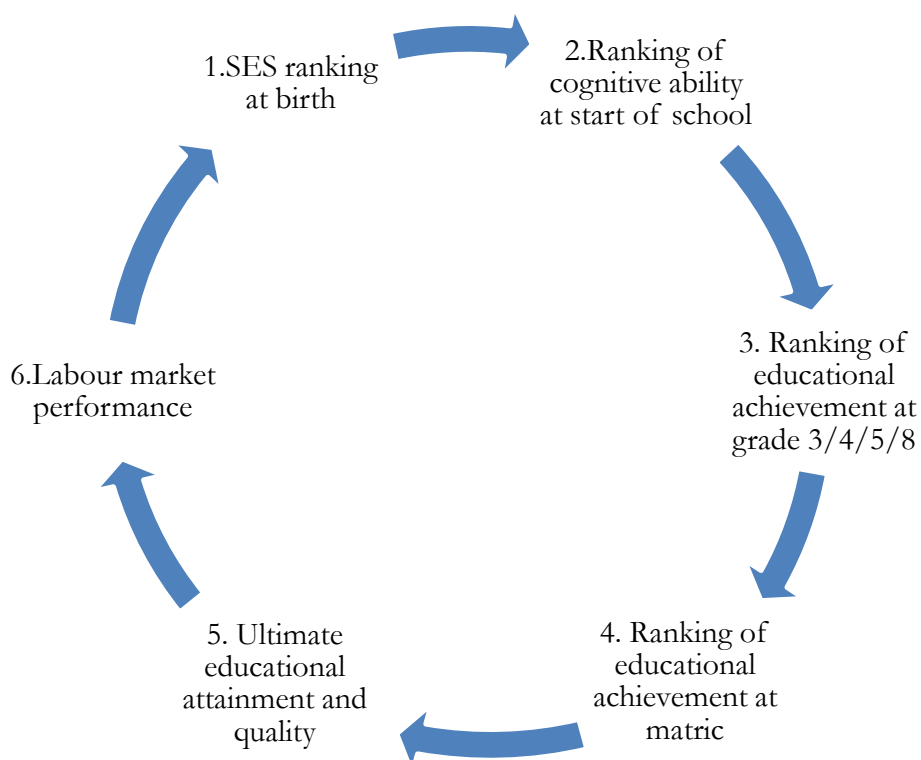 1.SES ranking
at birth
2.Ranking of
cognitive ability
at start of school
3. Ranking of
educational
achievement at
grade 3/4/5/8
4. Ranking of
educational
achievement at
matric
5. Ultimate
educational
attainment and
quality
6.Labour market
performance